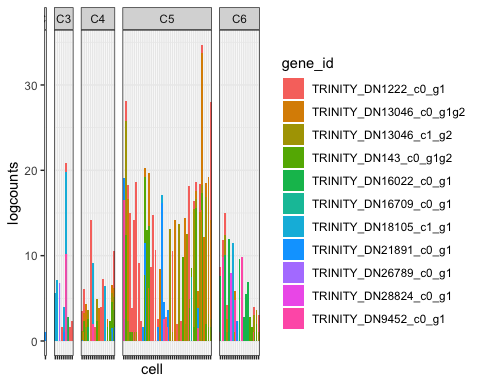 C3 C4 C5 C6
logcounts
30
20
10
0
cell
gene_id
TRINITY_DN1222_c0_g1
TRINITY_DN13046_c0_g1g2
TRINITY_DN13046_c1_g2
TRINITY_DN143_c0_g1g2
TRINITY_DN16022_c0_g1
TRINITY_DN16709_c0_g1
TRINITY_DN18105_c1_g1
TRINITY_DN21891_c0_g1
TRINITY_DN26789_c0_g1
TRINITY_DN28824_c0_g1
TRINITY_DN9452_c0_g1